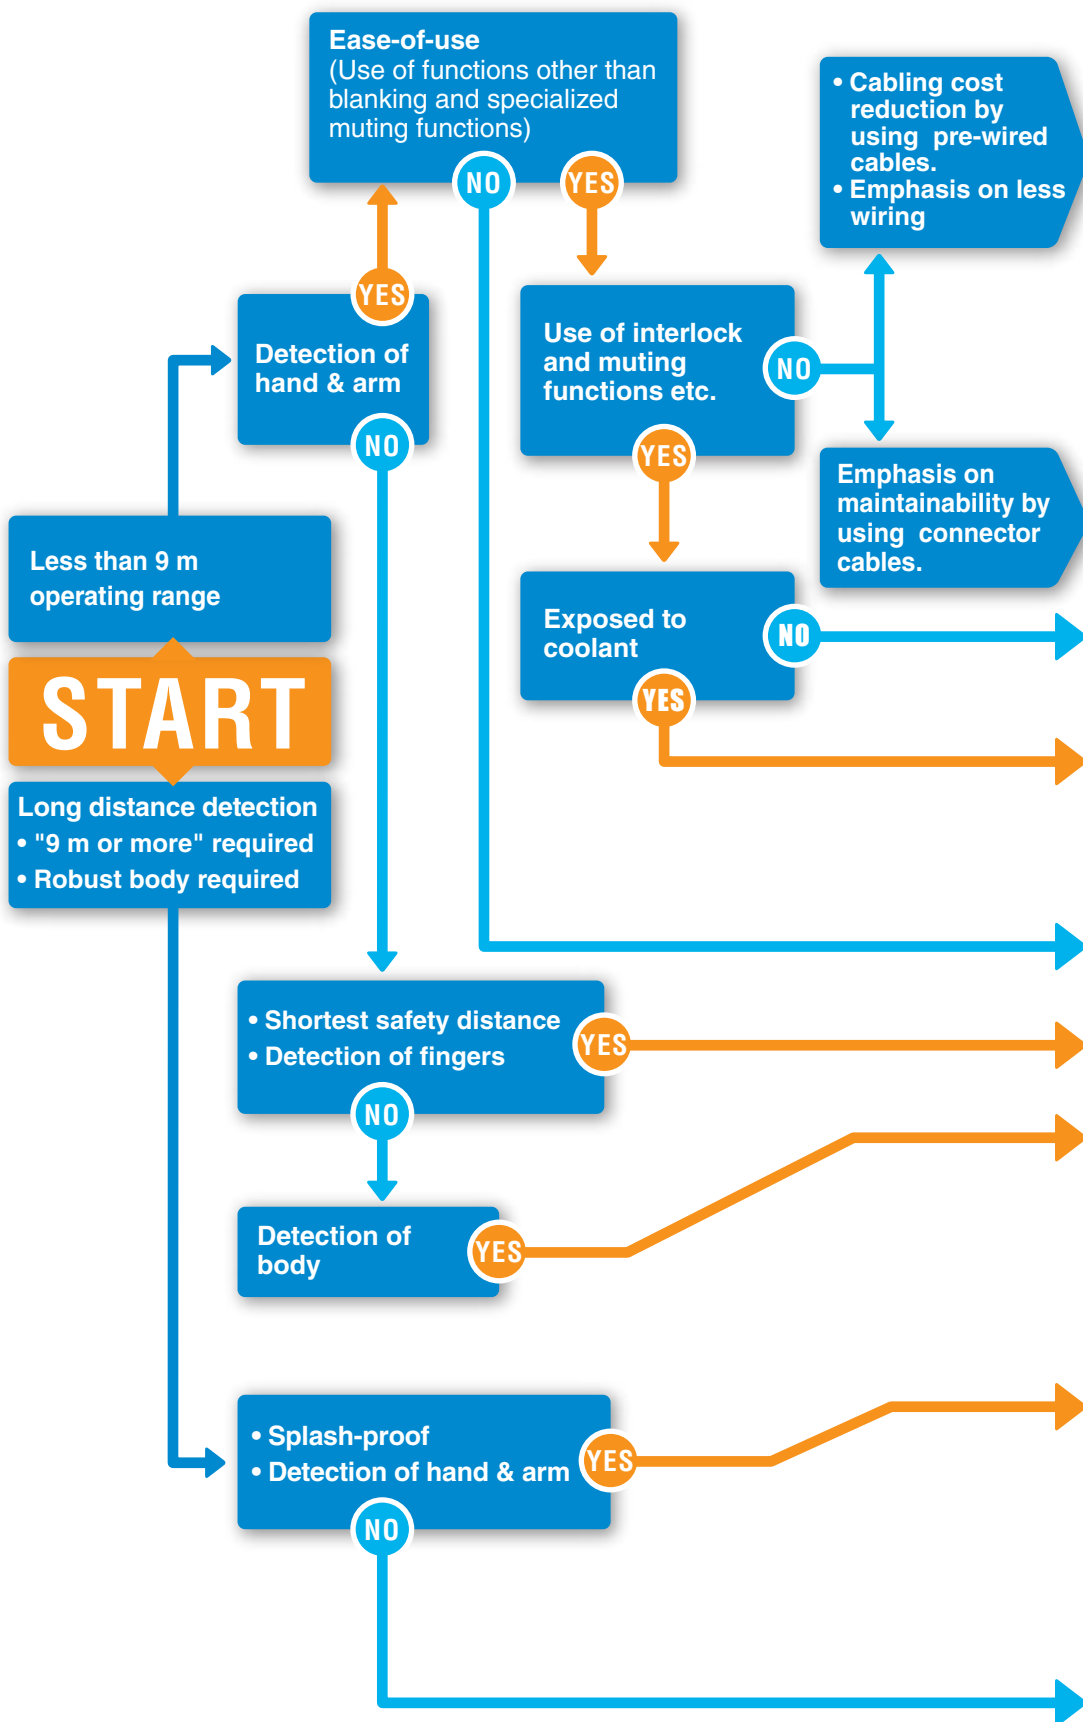 Ease-of-use
(Use of functions other than
blanking and specialized
muting functions)
NO
YES
• Cabling cost
reduction by
using pre-wired
cables.
• Emphasis on less
wiring
YES
Detection of
hand & arm
NO
Use of interlock
and muting
functions etc.
NO
YES
Emphasis on
maintainability by
using connector
cables.
Less than 9 m
operating range
Exposed to
coolant
NO
YES
START
Long distance detection
• "9 m or more" required
• Robust body required
• Shortest safety distance
• Detection of fingers
YES
NO
Detection of
body
YES
• Splash-proof
• Detection of hand & arm
YES
NO